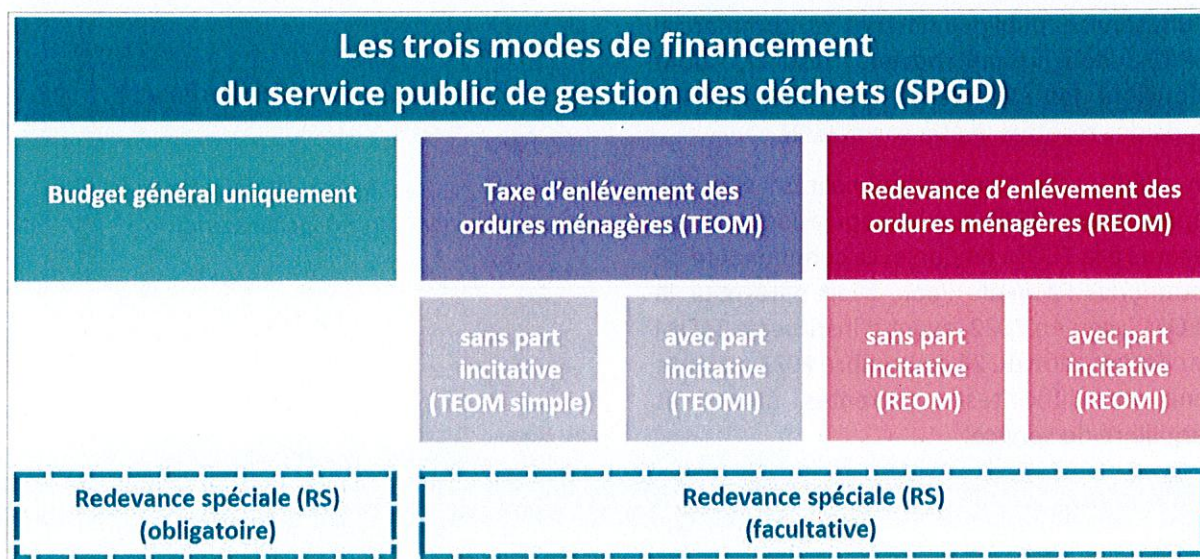 Les trois modes de financement
du service public de gestion des déchets (SPGD)
Budget général uniquement
Taxe d'enlévement des
ordures ménagères (TEOM)
Redevance d'enlévement des
ordures ménagères (REOM)
sans part
incitative
(TEOM simple)
avec part
incitative
(TEOMI)
sans part
incitative
(REOM)
avec part
incitative
(REOMI)
Redevance spéciale (RS)
(obligatoire)
Redevance spéciale (RS)
(facultative)